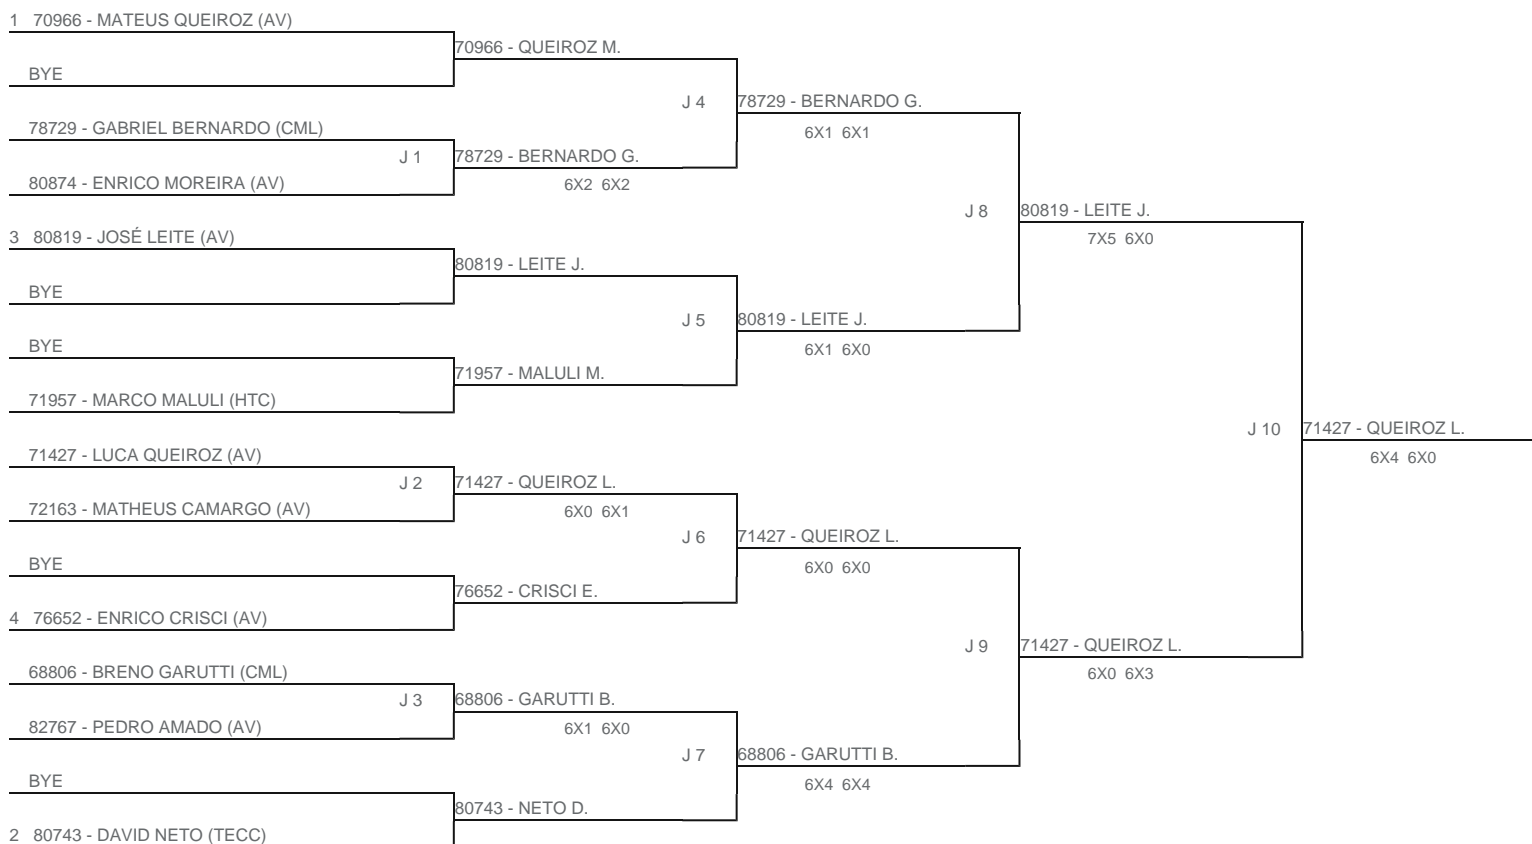 1 70966 - MATEUS QUEIROZ (AV)
70966 - QUEIROZ M.
BYE
J 4
78729 - BERNARDO G.
6X1 6X1
78729 - GABRIEL BERNARDO (CML)
J 1
78729 - BERNARDO G.
6X2 6X2
80874 - ENRICO MOREIRA (AV)
J 8
80819 - LEITE J.
7X5 6X0
3 80819 - JOSÉ LEITE (AV)
80819 - LEITE J.
BYE
J 5
80819 - LEITE J.
6X1 6X0
BYE
71957 - MALULI M.
71957 - MARCO MALULI (HTC)
J 10
71427 - QUEIROZ L.
6X4 6X0
71427 - LUCA QUEIROZ (AV)
J 2
71427 - QUEIROZ L.
6X0 6X1
72163 - MATHEUS CAMARGO (AV)
J 6
71427 - QUEIROZ L.
6X0 6X0
BYE
76652 - CRISCI E.
4 76652 - ENRICO CRISCI (AV)
J 9
71427 - QUEIROZ L.
6X0 6X3
68806 - BRENO GARUTTI (CML)
J 3
68806 - GARUTTI B.
6X1 6X0
82767 - PEDRO AMADO (AV)
J 7
68806 - GARUTTI B.
6X4 6X4
BYE
80743 - NETO D.
2 80743 - DAVID NETO (TECC)